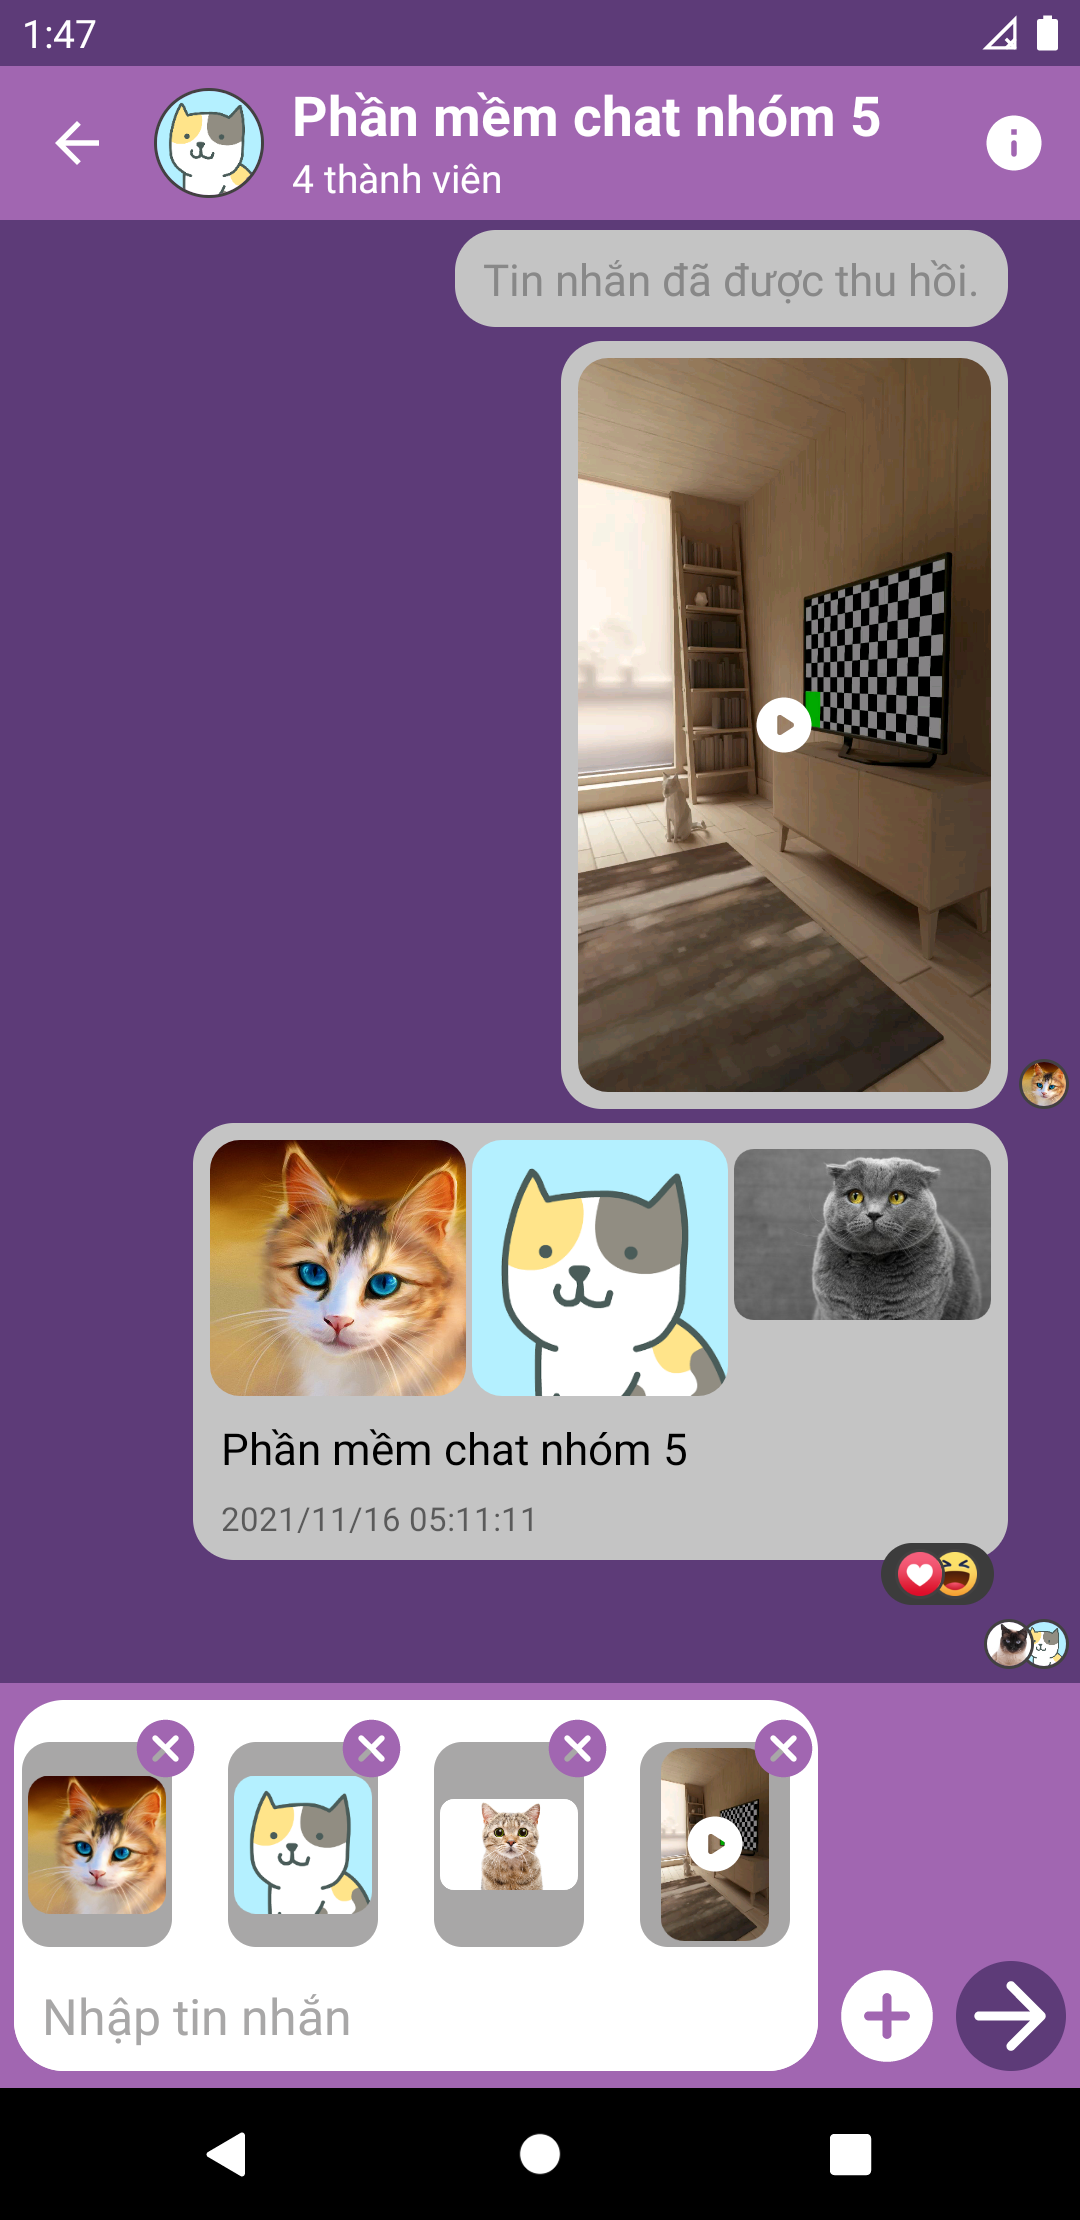 1:47
Phần mềm chat nhóm 5
4 thành viên
Tin nhắn đã được thu hồi.
Phần mềm chat nhóm 5
2021/11/16 05:11:11
Nhập tin nhắn